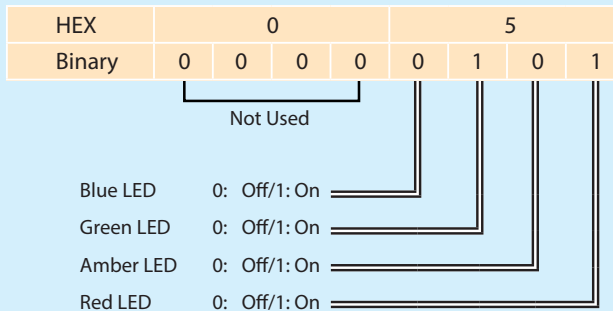 HEX 0 5
Binary 0 0 0 0 0 1 0 1
Not Used
Blue LED 0: Off/1: On
Green LED 0: Off/1: On
Amber LED 0: Off/1: On
Red LED 0: Off/1: On